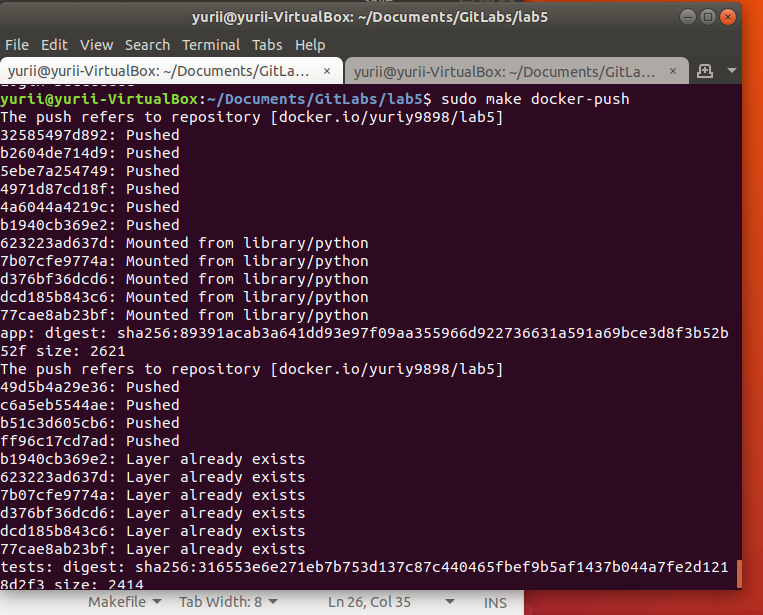 yurii@yurii-VirtualBox: ~/Documents/GitLabs/lab5
File Edit View Search Terminal Tabs Help
yurii@yurii-VirtualBox: ~/Documents/GitLa... × yurii@yurii-VirtualBox: ~/Documents/GitLa... ×
yurii@yurii-VirtualBox:~/Documents/GitLabs/lab5$ sudo make docker-push
The push refers to repository [docker.io/yuriy9898/lab5]
32585497d892: Pushed
b2604de714d9: Pushed
5ebe7a254749: Pushed
4971d87cd18f: Pushed
4a6044a4219c: Pushed
b1940cb369e2: Pushed
623223ad637d: Mounted from library/python
7b07cfe9774a: Mounted from library/python
d376bf36dcd6: Mounted from library/python
dcd185b843c6: Mounted from library/python
77cae8ab23bf: Mounted from library/python
app: digest: sha256:89391acab3a641dd93e97f09aa355966d922736631a591a69bce3d8f3b52b
52f size: 2621
The push refers to repository [docker.io/yuriy9898/lab5]
49d5b4a29e36: Pushed
c6a5eb5544ae: Pushed
b51c3d605cb6: Pushed
ff96c17cd7ad: Pushed
b1940cb369e2: Layer already exists
623223ad637d: Layer already exists
7b07cfe9774a: Layer already exists
d376bf36dcd6: Layer already exists
dcd185b843c6: Layer already exists
77cae8ab23bf: Layer already exists
tests: digest: sha256:316553e6e271eb7b753d137c87c440465fbef9b5af1437b044a7fe2d121
8d2f3 size: 2414
Makefile Tab Width: 8 Ln 26, Col 35 INS